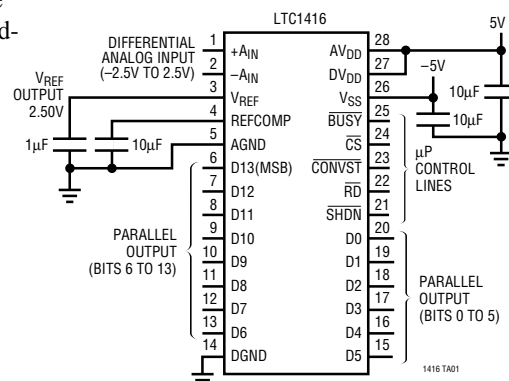 e
d-
LTC1416
5V
DIFFERENTIAL
ANALOG INPUT
(–2.5V TO 2.5V)
1
+AIN
2
–AIN
3
VREF
4
REFCOMP
5
AGND
6
D13(MSB)
7
D12
8
D11
9
D10
10
D9
11
D8
12
D7
13
D6
14
DGND
VREF
OUTPUT
2.50V
1µF
10µF
PARALLEL
OUTPUT
(BITS 6 TO 13)
AVDD
28
DVDD
27
VSS
26
BUSY
25
CS
24
CONVST
23
RD
22
SHDN
21
D0
20
D1
19
D2
18
D3
17
D4
16
D5
15
–5V
10µF
10µF
µP
CONTROL
LINES
PARALLEL
OUTPUT
(BITS 0 TO 5)
1416 TA01